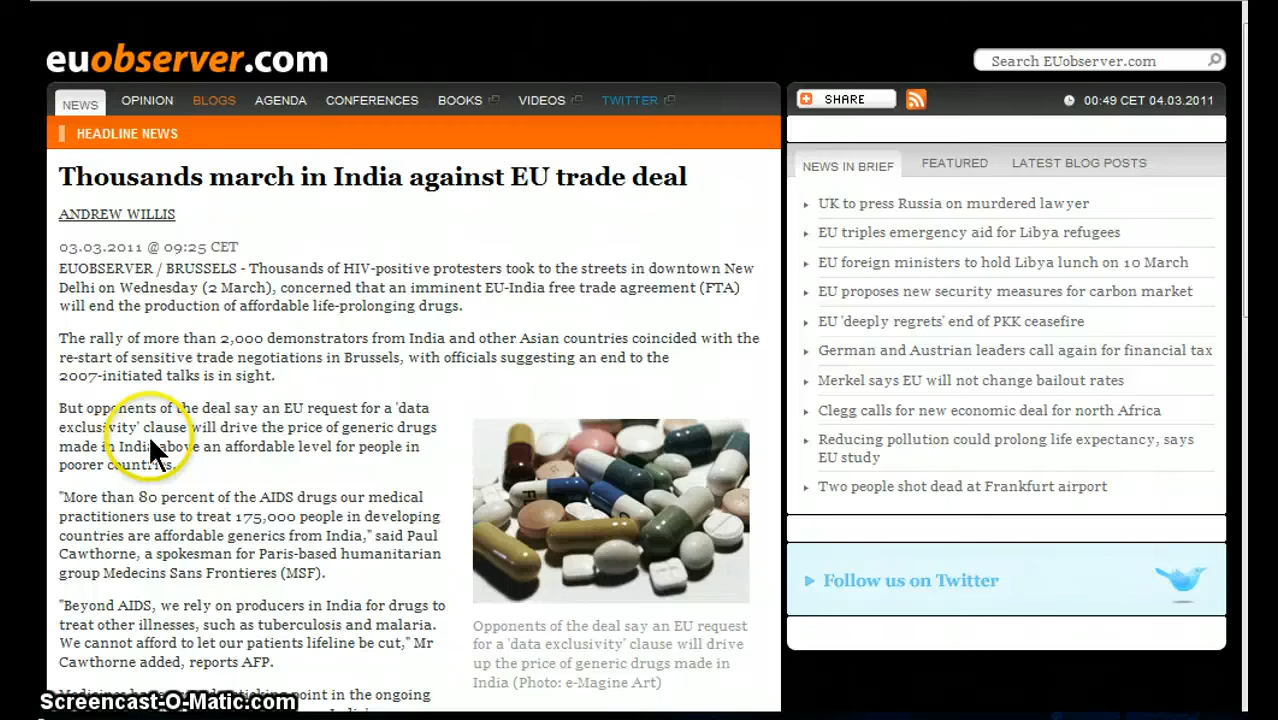 euobserver.com
Search EUobserver.com
NEWS OPINION BLOGS AGENDA CONFERENCES BOOKS VIDEOS TWITTER
SHARE
00:49 CET 04.03.2011
HEADLINE NEWS
Thousands march in India against EU trade deal
ANDREW WILLIS
03.03.2011 @ 09:25 CET
EUOBSERVER / BRUSSELS - Thousands of HIV-positive protesters took to the streets in downtown New
Delhi on Wednesday (2 March), concerned that an imminent EU-India free trade agreement (FTA)
will end the production of affordable life-prolonging drugs.
The rally of more than 2,000 demonstrators from India and other Asian countries coincided with the
re-start of sensitive trade negotiations in Brussels, with officials suggesting an end to the
2007-initiated talks is in sight.
But opponents of the deal say an EU request for a 'data
exclusivity' clause will drive the price of generic drugs
made in India above an affordable level for people in
poorer countries.
"More than 80 percent of the AIDS drugs our medical
practitioners use to treat 175,000 people in developing
countries are affordable generics from India," said Paul
Cawthorne, a spokesman for Paris-based humanitarian
group Medecins Sans Frontieres (MSF).
"Beyond AIDS, we rely on producers in India for drugs to
treat other illnesses, such as tuberculosis and malaria.
We cannot afford to let our patients lifeline be cut," Mr
Cawthorne added, reports AFP.
Medicines point in the ongoing
Opponents of the deal say an EU request
for a 'data exclusivity' clause will drive
up the price of generic drugs made in
India (Photo: e-Magine Art)
NEWS IN BRIEF FEATURED LATEST BLOG POSTS
UK to press Russia on murdered lawyer
EU triples emergency aid for Libya refugees
EU foreign ministers to hold Libya lunch on 10 March
EU proposes new security measures for carbon market
EU 'deeply regrets' end of PKK ceasefire
German and Austrian leaders call again for financial tax
Merkel says EU will not change bailout rates
Clegg calls for new economic deal for north Africa
Reducing pollution could prolong life expectancy, says
EU study
Two people shot dead at Frankfurt airport
Follow us on Twitter
Screencast-O-Matic.com